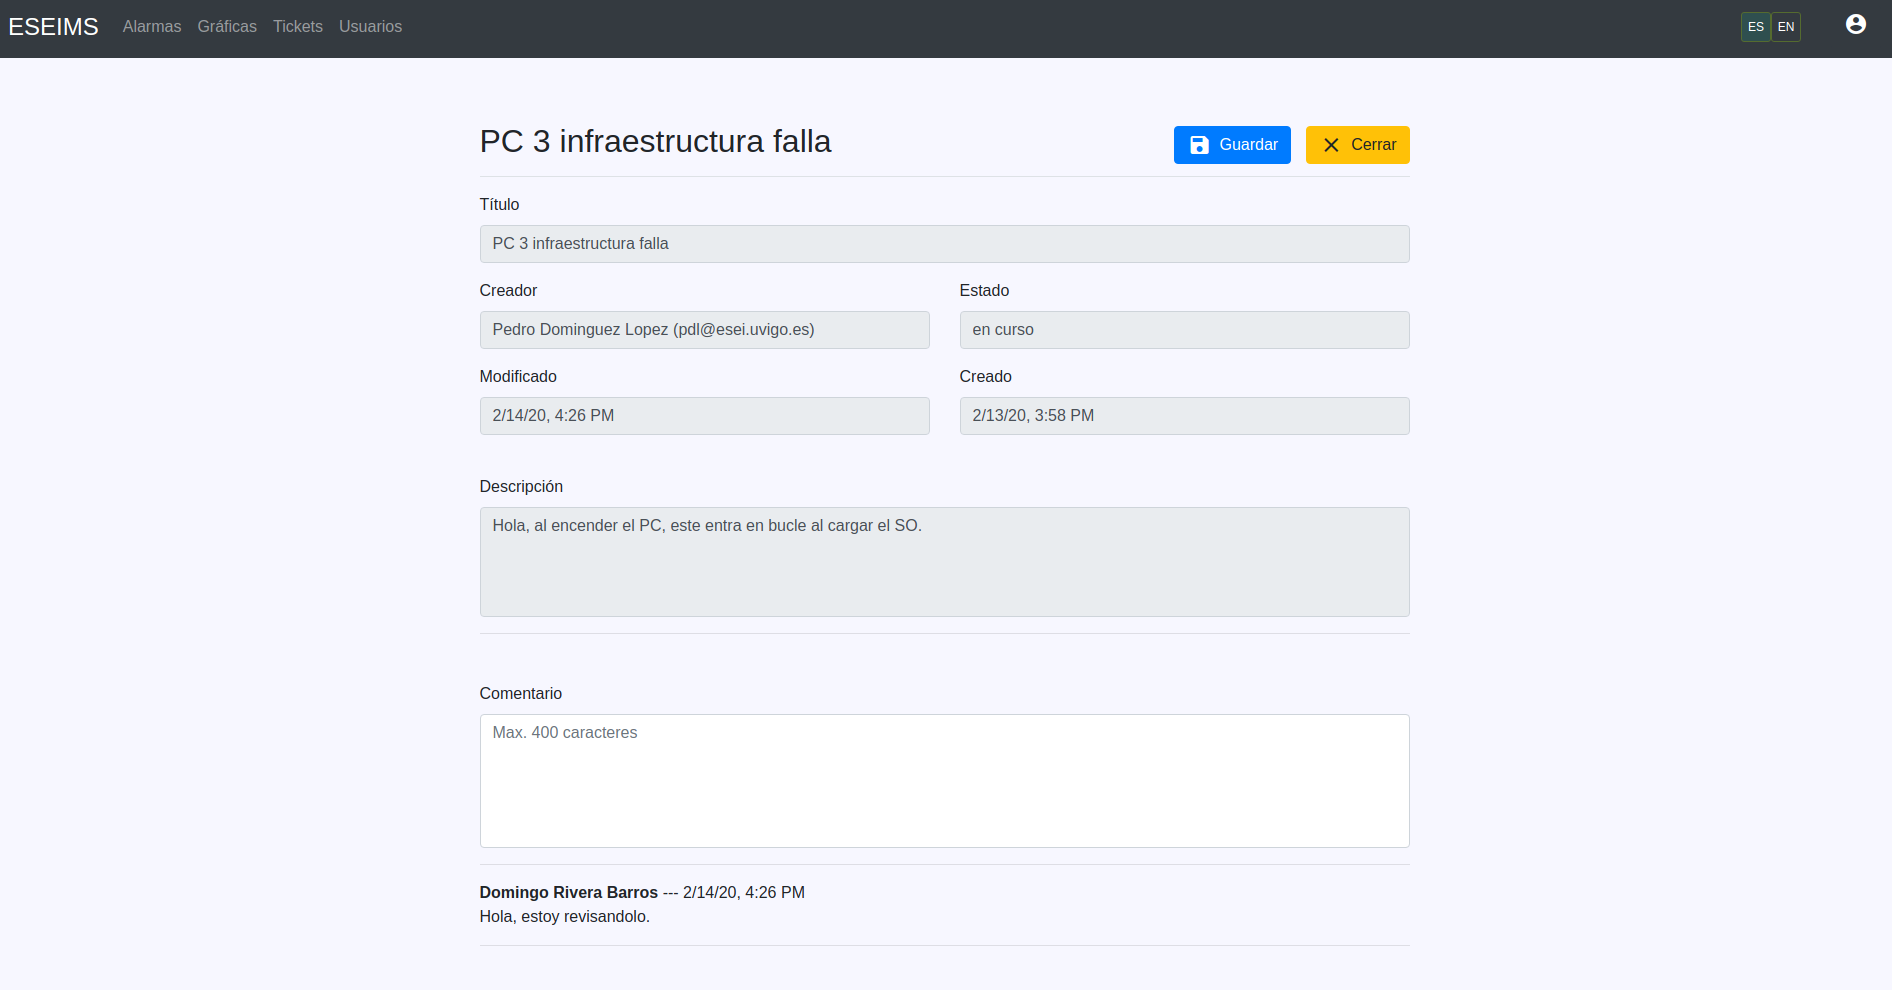 ESEIMS Alarmas Gráficas Tickets Usuarios ES EN
PC 3 infraestructura falla Guardar Cerrar
Título
PC 3 infraestructura falla
Creador Estado
Pedro Dominguez Lopez (pdl@esei.uvigo.es) en curso
Modificado Creado
2/14/20, 4:26 PM 2/13/20, 3:58 PM
Descripción
Hola, al encender el PC, este entra en bucle al cargar el SO.
Comentario
Max. 400 caracteres
Domingo Rivera Barros --- 2/14/20, 4:26 PM
Hola, estoy revisandolo.